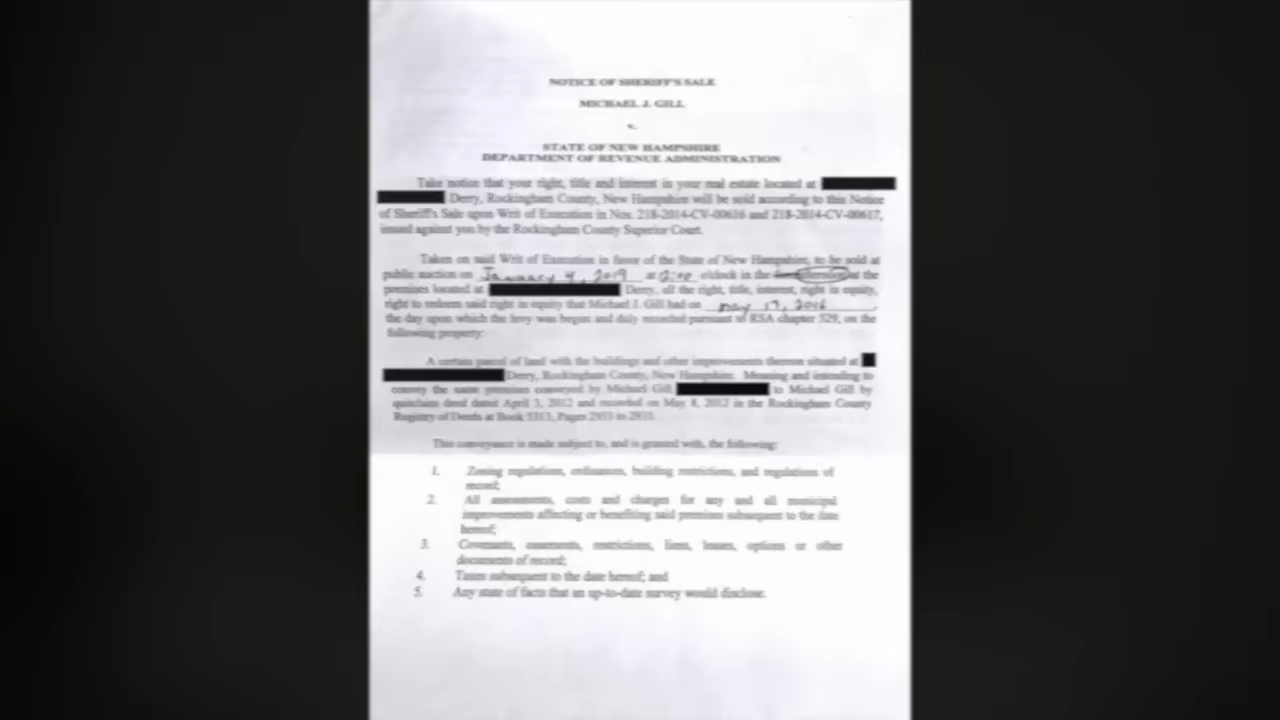 NOTICE OF SHERIFF'S SALE
MICHAEL J. GILL
v.
STATE OF NEW HAMPSHIRE
DEPARTMENT OF REVENUE ADMINISTRATION
Take notice that your right, title and interest in your real estate located at
Derry, Rockingham County, New Hampshire will be sold according to this Notice
of Sheriff's Sale upon Writ of Execution in Nos. 218-2014-CV-00616 and 218-2014-CV-00617,
issued against you by the Rockingham County Superior Court.
Taken on said Writ of Execution in favor of the State of New Hampshire, to be sold at
public auction on January 4, 2019 at o'clock in the at the
premises located at Derry, all the right, title, interest, right in equity,
right to redeem said right in equity that Michael J. Gill had on May 17, 2016,
the day upon which the levy was begun and duly recorded pursuant to RSA chapter 529, on the
following property:
A certain parcel of land with the buildings and other improvements thereon situated at
Derry, Rockingham County, New Hampshire. Meaning and intending to
convey the same premises conveyed by Michael Gill to Michael Gill by
quitclaim deed dated April 3, 2012 and recorded on May 8, 2012 in the Rockingham County
Registry of Deeds at Book 5313, Pages 2933 to 2935.
This conveyance is made subject to, and is granted with, the following:
1. Zoning regulations, ordinances, building restrictions, and regulations of
record;
2. All assessments, costs and charges for any and all municipal
improvements affecting or benefiting said premises subsequent to the date
hereof;
3. Covenants, easements, restrictions, liens, leases, options or other
documents of record;
4. Taxes subsequent to the date hereof; and
5. Any state of facts that an up-to-date survey would disclose.